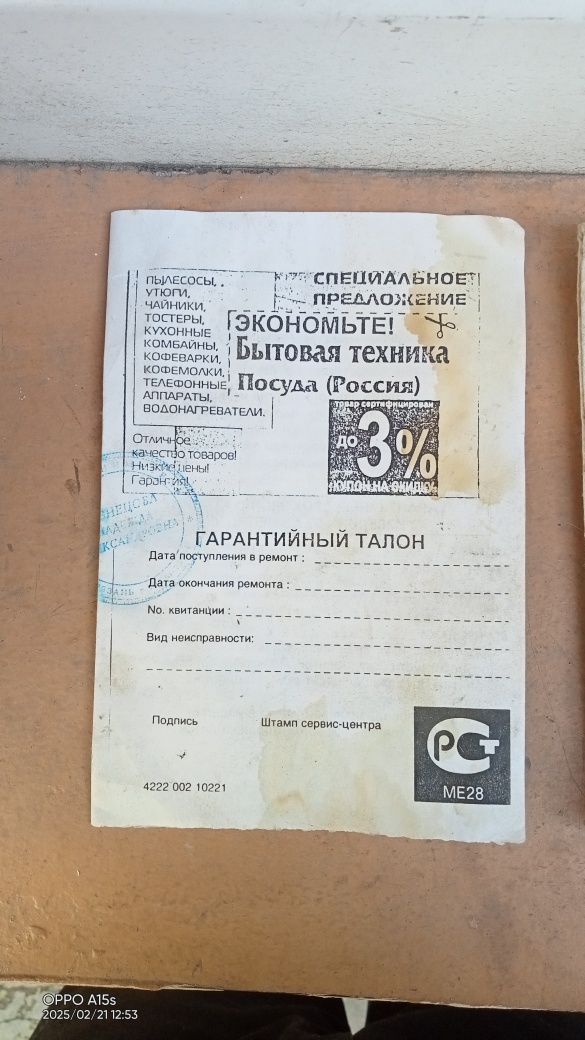 ПЫЛЕСОСЫ,
УТЮГИ,
ЧАЙНИКИ,
ТОСТЕРЫ,
КУХОННЫЕ
КОМБАЙНЫ,
КОФЕВАРКИ,
КОФЕМОЛКИ,
ТЕЛЕФОННЫЕ
АППАРАТЫ,
ВОДОНАГРЕВАТЕЛИ.
Отличное
качество товаров!
Низкие цены!
Гарантия!
СПЕЦИАЛЬНОЕ
ПРЕДЛОЖЕНИЕ
ЭКОНОМЬТЕ!
Бытовая техника
Посуда (Россия)
товар сертифицирован
до 3%
КУПОН НА СКИДКУ
ГАРАНТИЙНЫЙ ТАЛОН
Дата поступления в ремонт :
Дата окончания ремонта :
No. квитанции :
Вид неисправности:
Подпись
Штамп сервис-центра
4222 002 10221
РСТ
МЕ28
OPPO A15s
2025/02/21 12:53